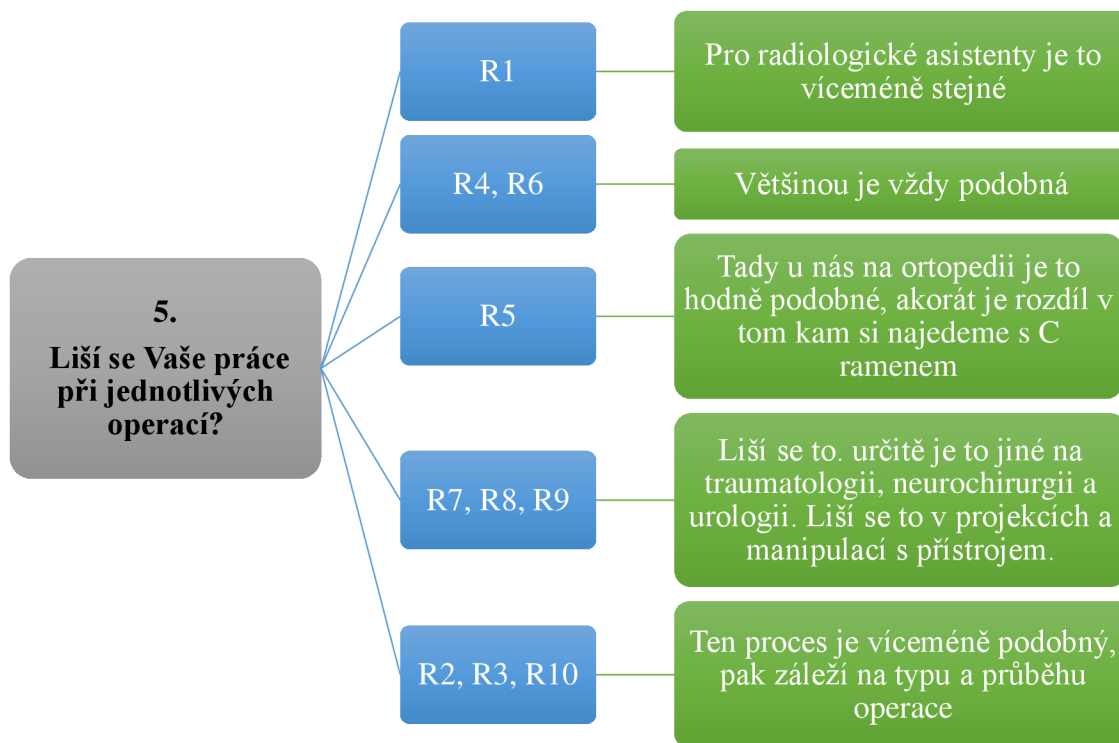 5.
Liší se Vaše práce
při jednotlivých
operací?
R1
Pro radiologické asistenty je to
víceméně stejné
R4, R6
Většinou je vždy podobná
R5
Tady u nás na ortopedii je to
hodně podobné, akorát je rozdíl v
tom kam si najedeme s C
ramenem
R7, R8, R9
Liší se to. určitě je to jiné na
traumatologii, neurochirurgii a
urologii. Liší se to v projekcích a
manipulací s přístrojem.
R2, R3, R10
Ten proces je víceméně podobný,
pak záleží na typu a průběhu
operace